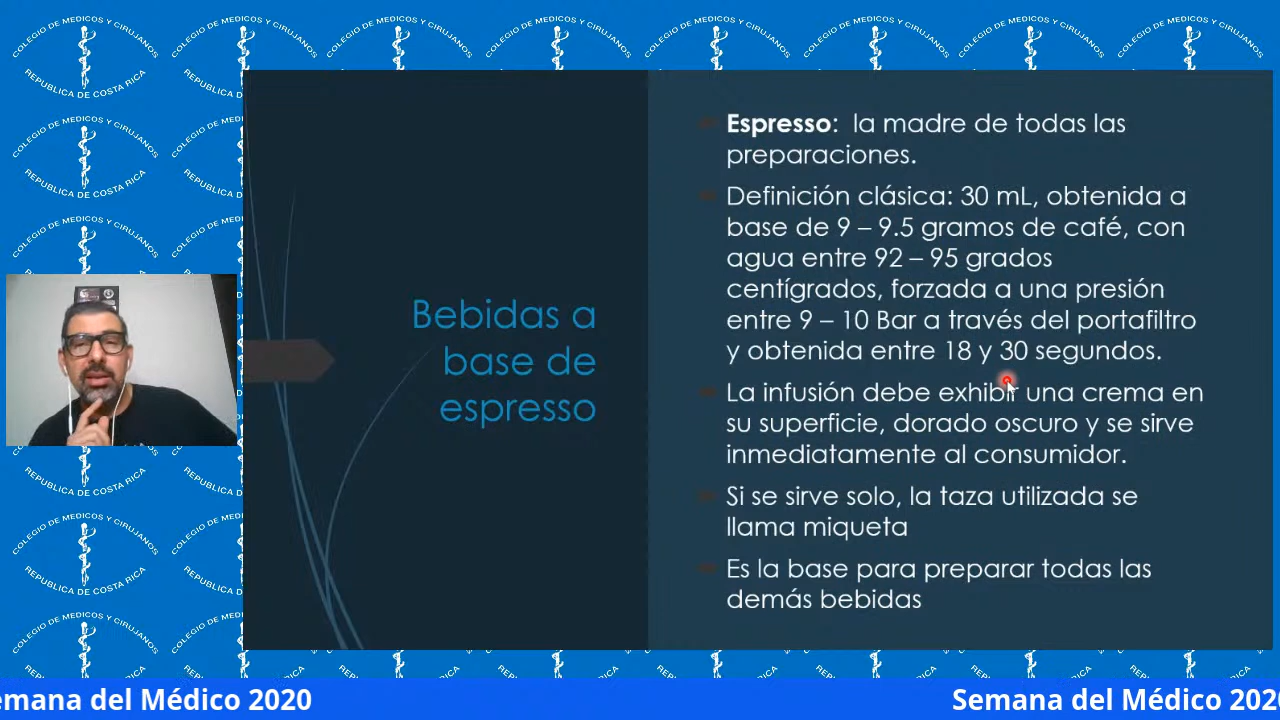 COLEGIO DE MEDICOS Y CIRUJANOS
REPUBLICA DE COSTA RICA
Bebidas a
base de
espresso
Espresso: la madre de todas las
preparaciones.
Definición clásica: 30 mL, obtenida a
base de 9 – 9.5 gramos de café, con
agua entre 92 – 95 grados
centígrados, forzada a una presión
entre 9 – 10 Bar a través del portafiltro
y obtenida entre 18 y 30 segundos.
La infusión debe exhibir una crema en
su superficie, dorado oscuro y se sirve
inmediatamente al consumidor.
Si se sirve solo, la taza utilizada se
llama miqueta
Es la base para preparar todas las
demás bebidas
emana del Médico 2020
Semana del Médico 202